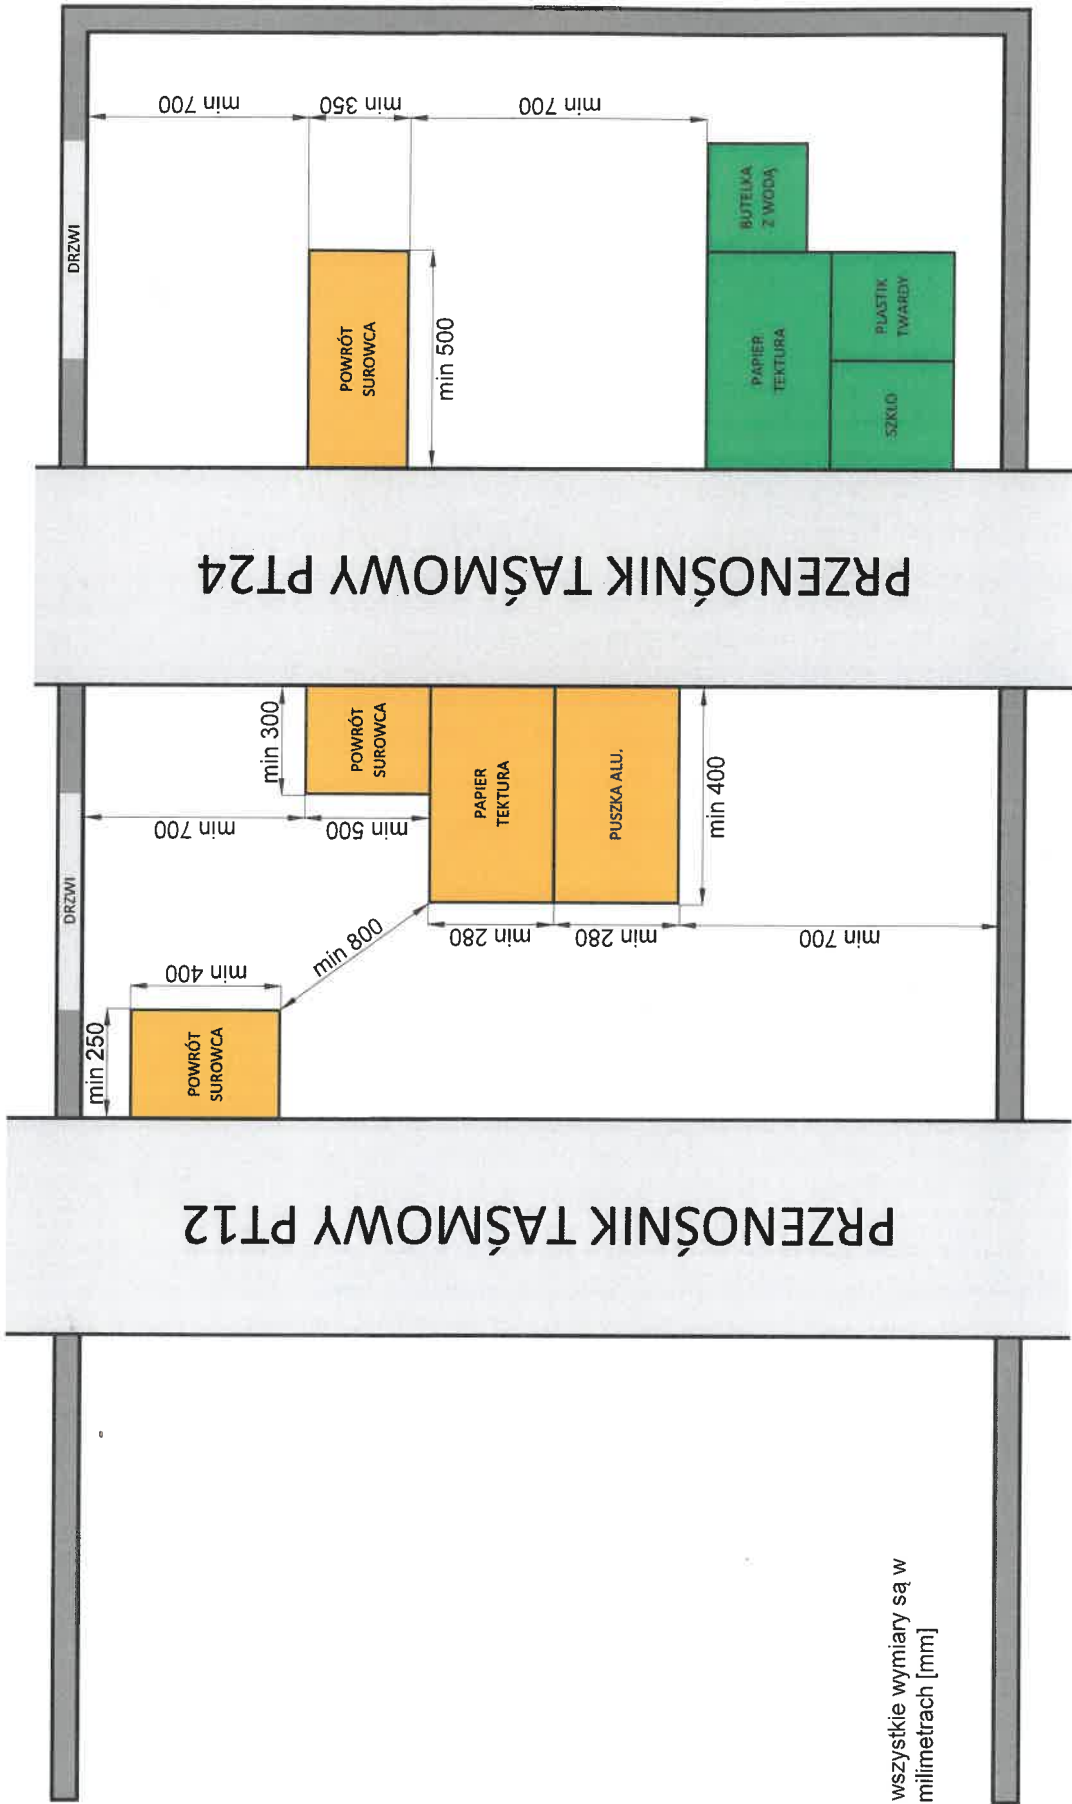 DRZWI
min 700
min 350
min 700
POWRÓT
SUROWCA
min 500
BUTELKA
Z WODĄ
PAPIER
TEKTURA
PLASTIK
TWARDY
SZKŁO
PRZENOŚNIK TAŚMOWY PT24
DRZWI
min 700
min 300
min 500
POWRÓT
SUROWCA
PAPIER
TEKTURA
PUSZKA ALU.
min 400
min 280
min 280
min 700
min 800
min 400
min 250
POWRÓT
SUROWCA
PRZENOŚNIK TAŚMOWY PT12
wszystkie wymiary są w
milimetrach [mm]